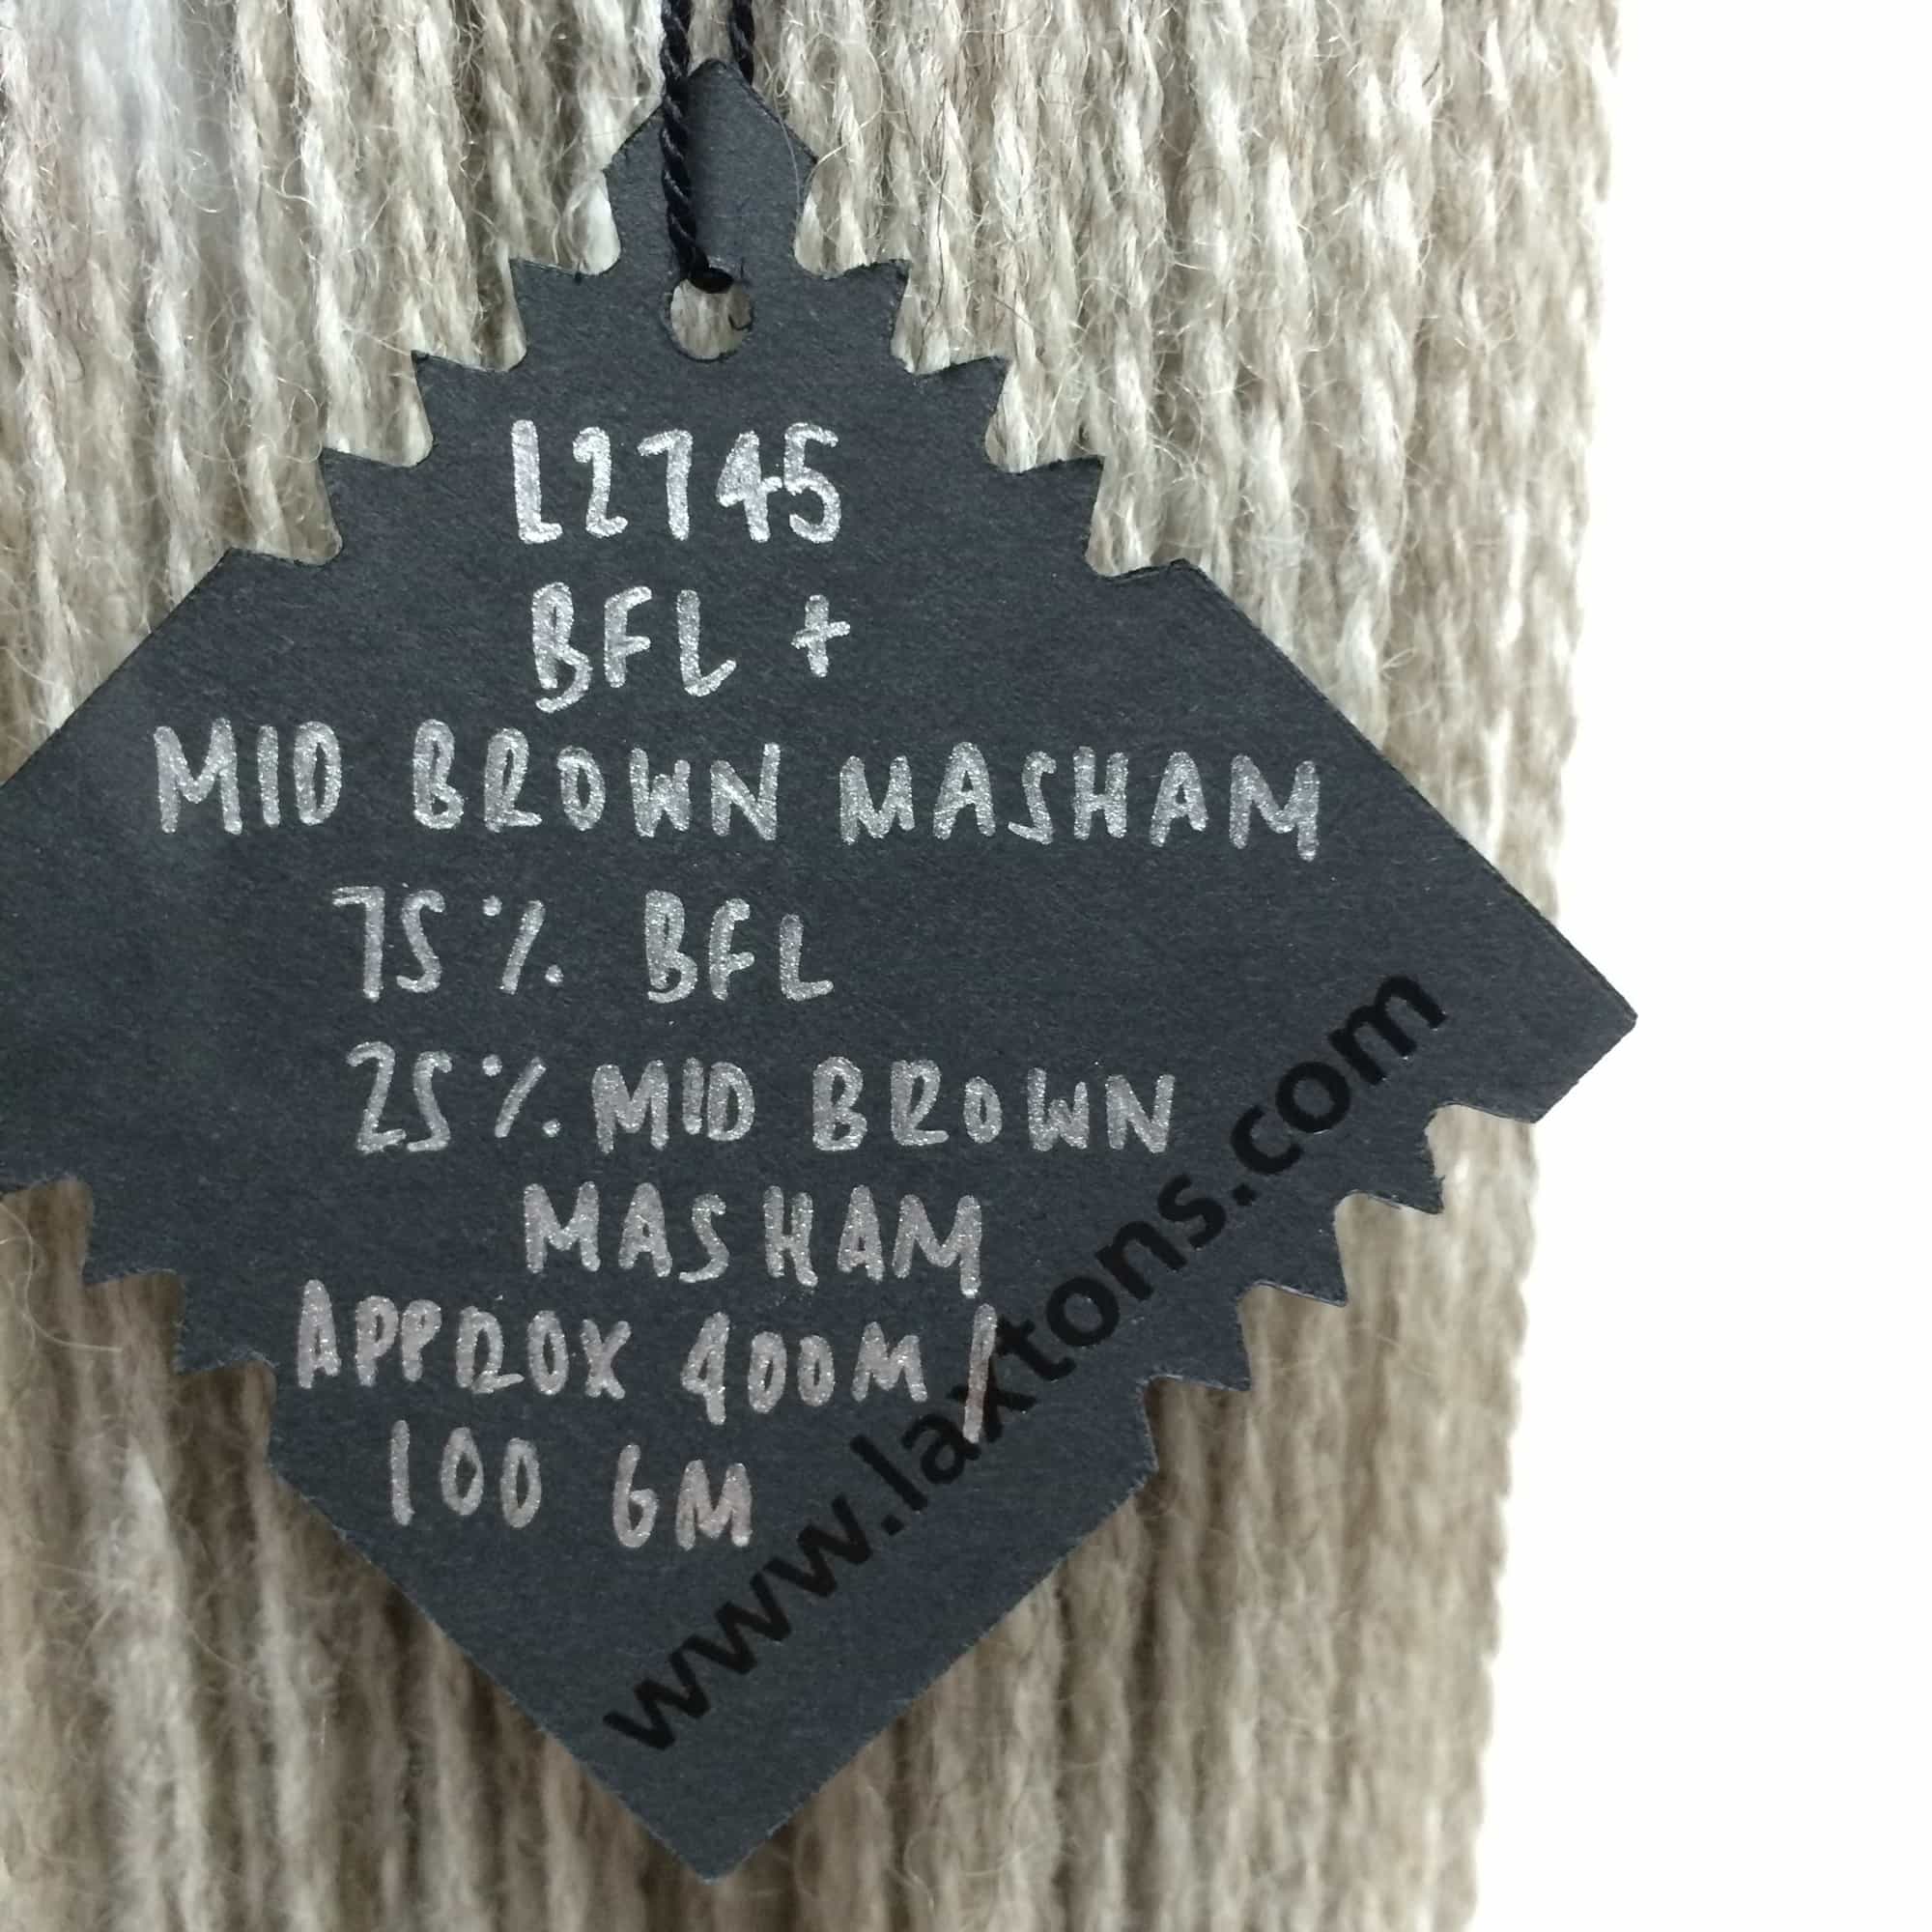 L2745
BFL +
MID BROWN MASHAM
75% BFL
25% MID BROWN
MASHAM
APPROX 400M/
100 GM
www.laxtons.com